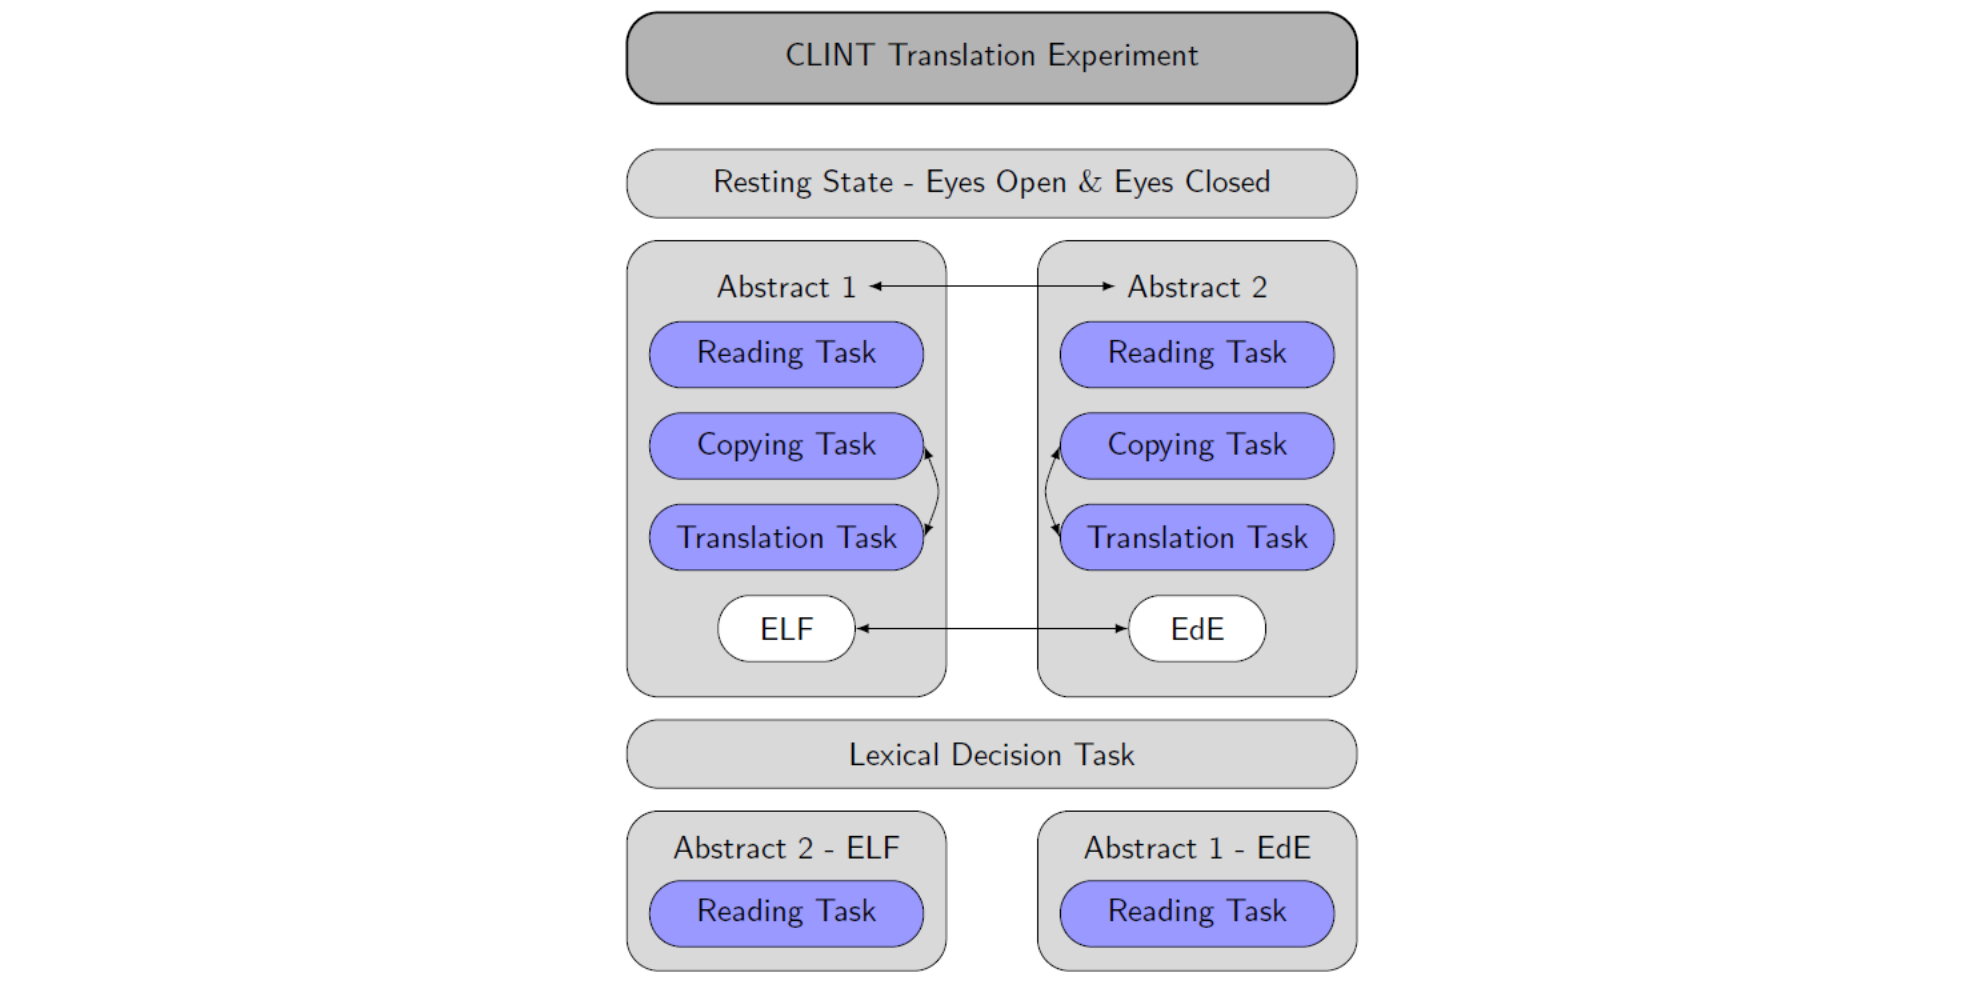 CLINT Translation Experiment
Resting State - Eyes Open & Eyes Closed
Abstract 1
Reading Task
Copying Task
Translation Task
ELF
Abstract 2
Reading Task
Copying Task
Translation Task
EdE
Lexical Decision Task
Abstract 2 - ELF
Reading Task
Abstract 1 - EdE
Reading Task